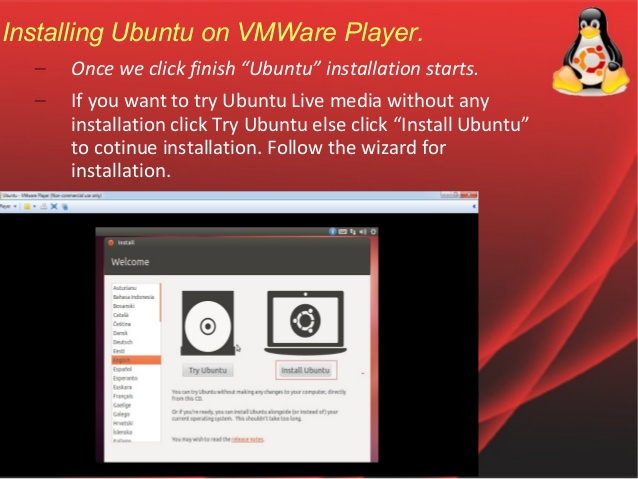 Installing Ubuntu on VMWare Player.
– Once we click finish “Ubuntu” installation starts.
– If you want to try Ubuntu Live media without any
installation click Try Ubuntu else click “Install Ubuntu”
to cotinue installation. Follow the wizard for
installation.
Ubuntu - VMware Player (Non-commercial use only)
Player
Install
Welcome
Asturianu
Bahasa Indonesia
Bosanski
Català
Čeština
Dansk
Deutsch
Eesti
English
Español
Esperanto
Euskara
Français
Gaeilge
Galego
Hrvatski
Íslenska
Italiano
Try Ubuntu
Install Ubuntu
You can try Ubuntu without making any changes to your computer, directly
from this CD.
Or if you're ready, you can install Ubuntu alongside (or instead of) your
current operating system. This shouldn't take too long.
You may wish to read the release notes.